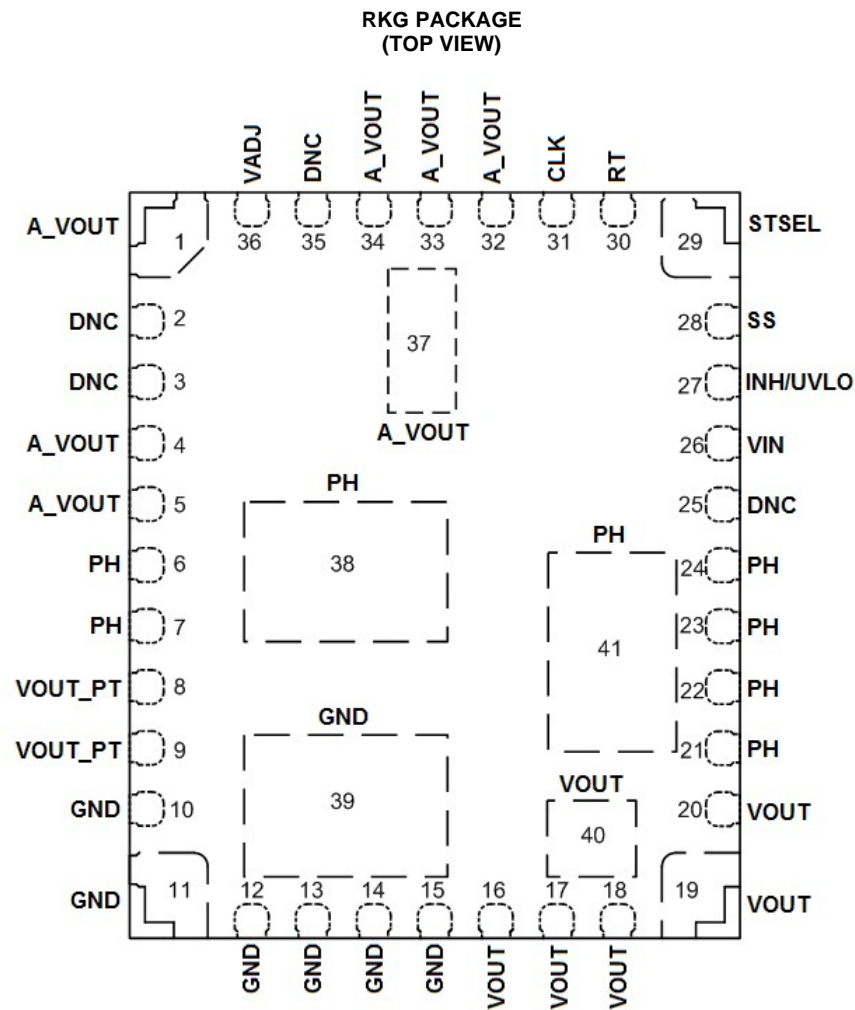 RKG PACKAGE
(TOP VIEW)
VADJ
DNC
A_VOUT
A_VOUT
A_VOUT
CLK
RT
36
35
34
33
32
31
30
A_VOUT
1
29
STSEL
DNC
2
28
SS
DNC
3
27
INH/UVLO
A_VOUT
4
26
VIN
A_VOUT
5
25
DNC
PH
6
24
PH
PH
7
23
PH
VOUT_PT
8
22
PH
VOUT_PT
9
21
PH
GND
10
20
VOUT
GND
11
19
VOUT
37
A_VOUT
PH
38
PH
41
GND
39
VOUT
40
12
13
14
15
16
17
18
GND
GND
GND
GND
VOUT
VOUT
VOUT